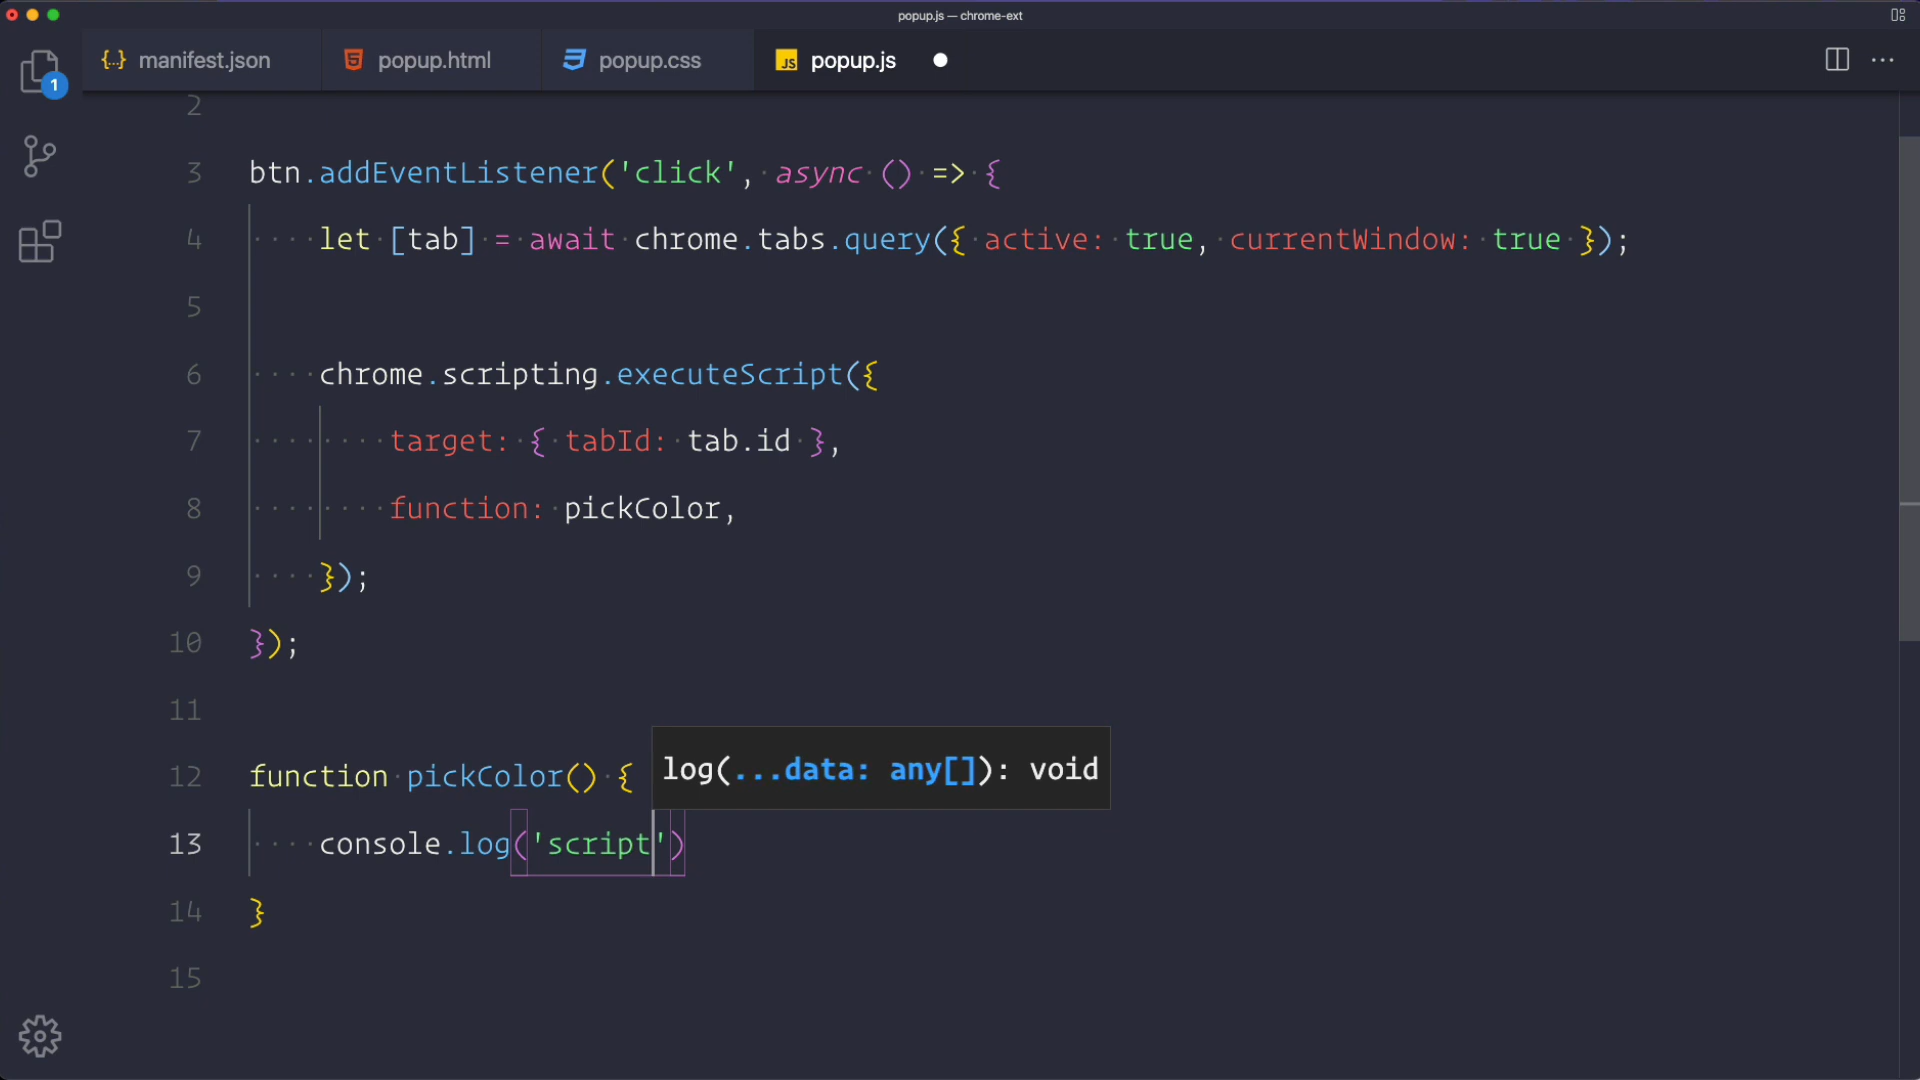 popup.js — chrome-ext
{..} manifest.json
5 popup.html
popup.css
JS popup.js
1
2
3 btn.addEventListener('click', async () => {
4 let [tab] = await chrome.tabs.query({ active: true, currentWindow: true });
5
6 chrome.scripting.executeScript({
7 target: { tabId: tab.id },
8 function: pickColor,
9 });
10 });
11
12 function pickColor() {
log(...data: any[]): void
13 console.log('script')
14 }
15